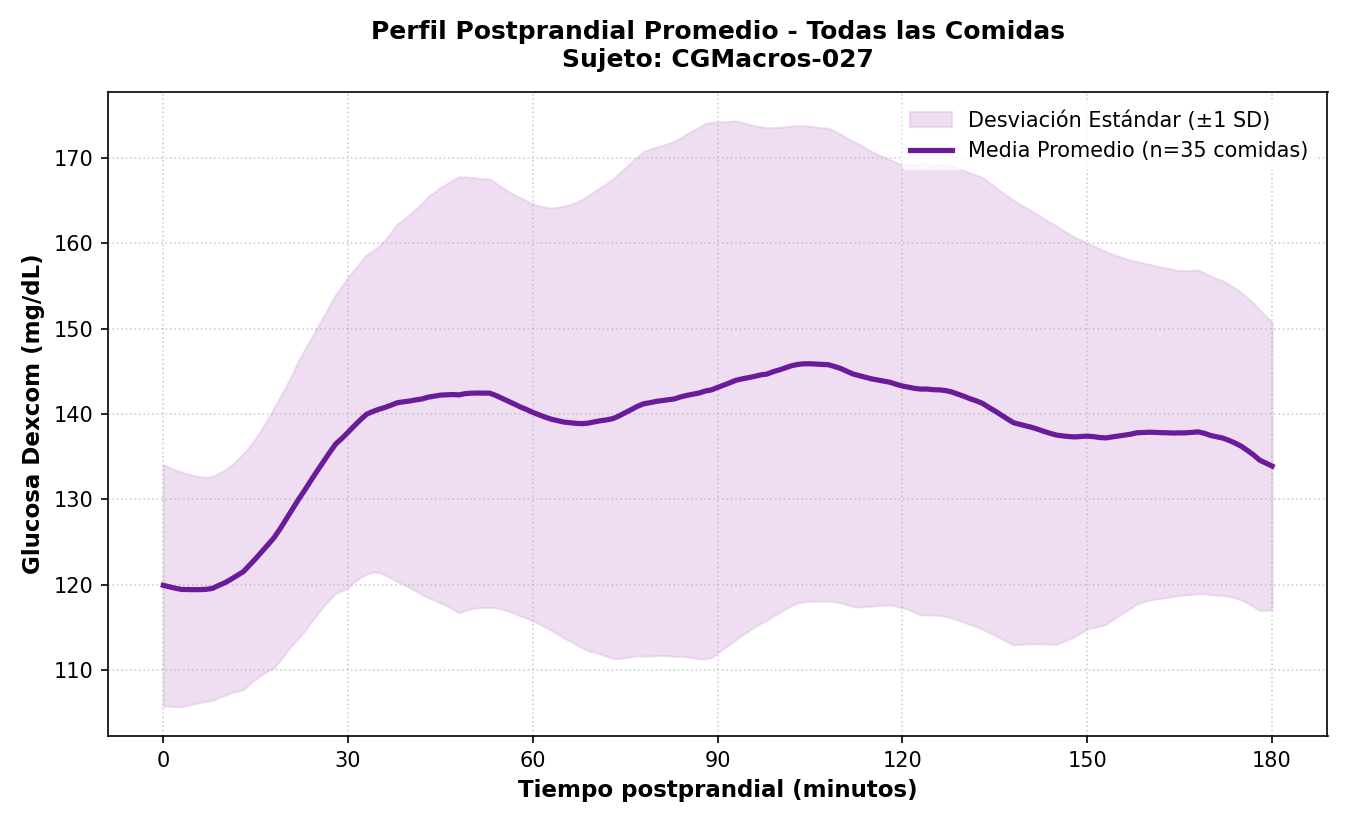 Perfil Postprandial Promedio - Todas las Comidas
Sujeto: CGMacros-027
Desviación Estándar (±1 SD)
Media Promedio (n=35 comidas)
Glucosa Dexcom (mg/dL)
170
160
150
140
130
120
110
0 30 60 90 120 150 180
Tiempo postprandial (minutos)